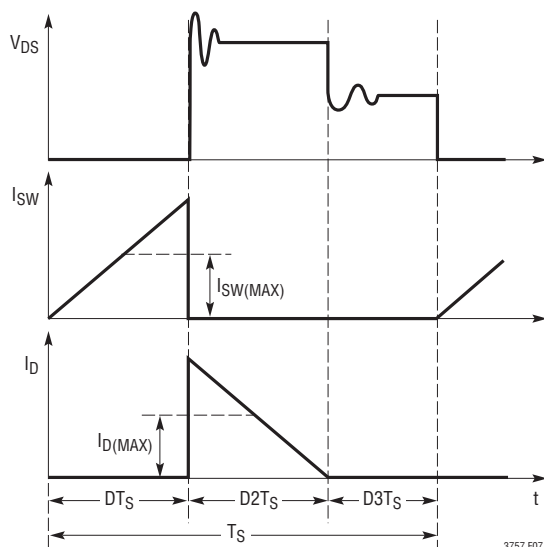 VDS
ISW
ISW(MAX)
ID
ID(MAX)
DTS
D2TS
D3TS
t
TS
3757 F07